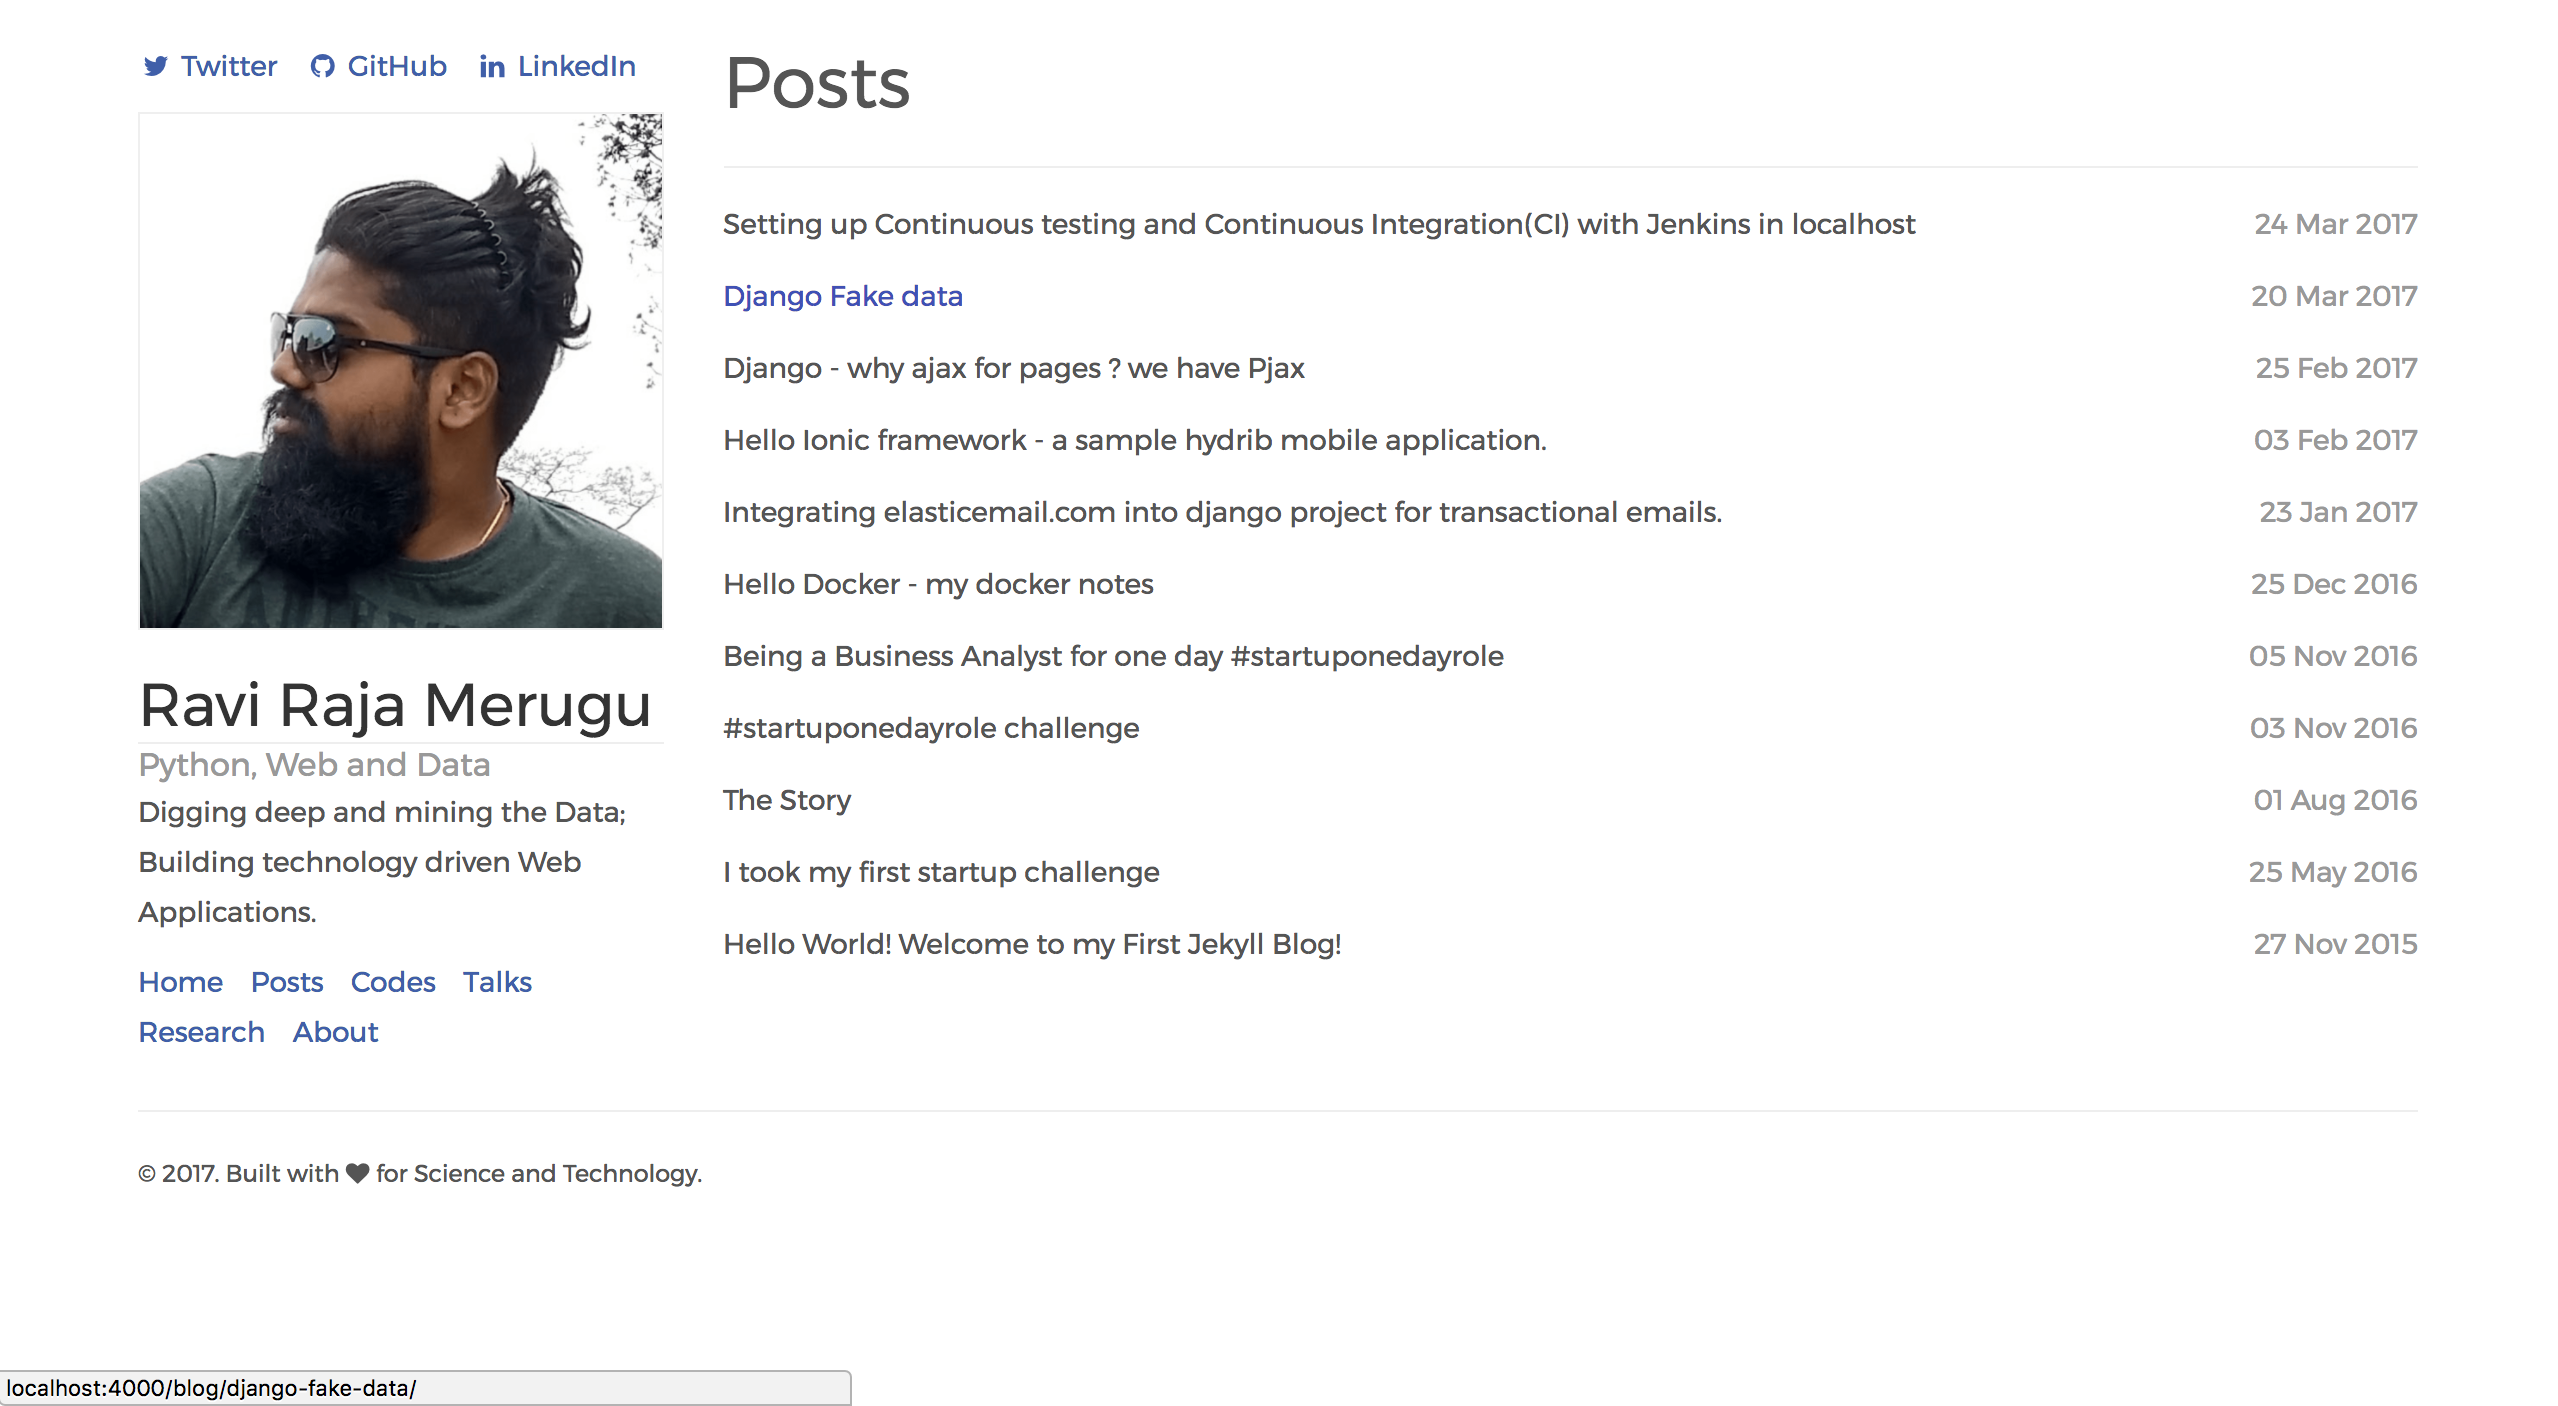 Twitter GitHub LinkedIn
Ravi Raja Merugu
Python, Web and Data
Digging deep and mining the Data;
Building technology driven Web
Applications.
Home Posts Codes Talks
Research About
Posts
Setting up Continuous testing and Continuous Integration(CI) with Jenkins in localhost 24 Mar 2017
Django Fake data 20 Mar 2017
Django - why ajax for pages ? we have Pjax 25 Feb 2017
Hello Ionic framework - a sample hydrib mobile application. 03 Feb 2017
Integrating elasticemail.com into django project for transactional emails. 23 Jan 2017
Hello Docker - my docker notes 25 Dec 2016
Being a Business Analyst for one day #startuponedayrole 05 Nov 2016
#startuponedayrole challenge 03 Nov 2016
The Story 01 Aug 2016
I took my first startup challenge 25 May 2016
Hello World! Welcome to my First Jekyll Blog! 27 Nov 2015
© 2017. Built with ♥ for Science and Technology.
localhost:4000/blog/django-fake-data/